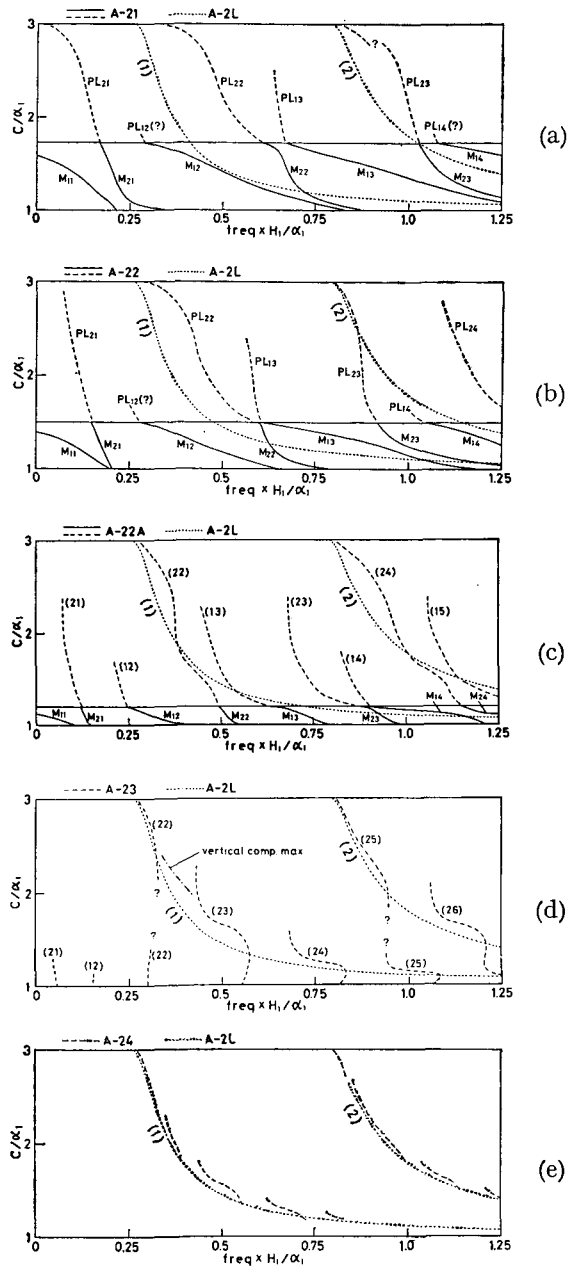 A-21 A-2L
3
2
1
C/α₁
PL₂₁ (1) PL₂₂ PL₁₃ (2) ? PL₂₃
PL₁₂(?) PL₁₄(?)
M₁₁ M₂₁ M₁₂ M₂₂ M₁₃ M₂₃ M₁₄
0 0.25 0.5 0.75 1.0 1.25
freq x H₁/α₁
(a)
A-22 A-2L
3
2
1
C/α₁
PL₂₁ (1) PL₂₂ PL₁₃ (2) PL₂₃ PL₂₄
PL₁₂(?) PL₁₄
M₁₁ M₂₁ M₁₂ M₂₂ M₁₃ M₂₃ M₁₄
0 0.25 0.5 0.75 1.0 1.25
freq x H₁/α₁
(b)
A-22A A-2L
3
2
1
C/α₁
(21) (12) (22) (1) (13) (23) (2) (14) (24) (15)
M₁₁ M₂₁ M₁₂ M₂₂ M₁₃ M₂₃ M₁₄ M₂₄
0 0.25 0.5 0.75 1.0 1.25
freq x H₁/α₁
(c)
A-23 A-2L
3
2
1
C/α₁
(22) vertical comp. max (2) (25)
? (1) (23) ? (26)
(21) (12) ? (22) (24) ? (25)
0 0.25 0.5 0.75 1.0 1.25
freq x H₁/α₁
(d)
A-24 A-2L
3
2
1
C/α₁
(1) (2)
0 0.25 0.5 0.75 1.0 1.25
freq x H₁/α₁
(e)